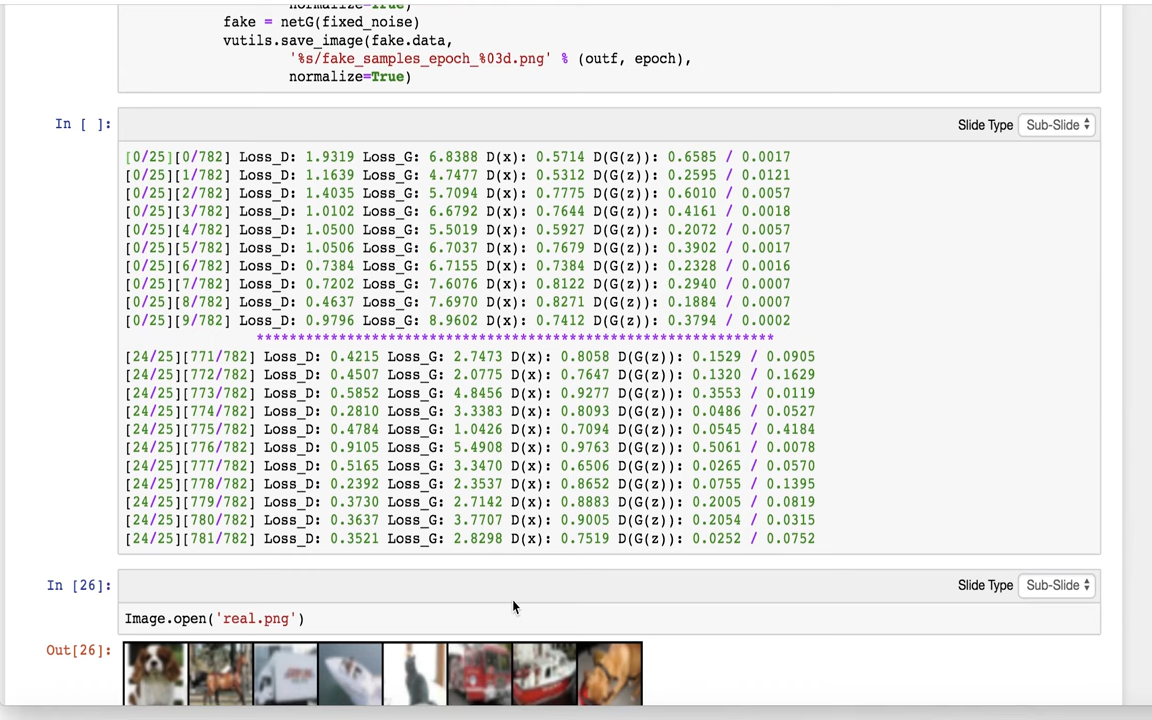 normalize=True)
fake = netG(fixed_noise)
vutils.save_image(fake.data,
'%s/fake_samples_epoch_%03d.png' % (outf, epoch),
normalize=True)
In [ ]:
Slide Type Sub-Slide
[0/25][0/782] Loss_D: 1.9319 Loss_G: 6.8388 D(x): 0.5714 D(G(z)): 0.6585 / 0.0017
[0/25][1/782] Loss_D: 1.1639 Loss_G: 4.7477 D(x): 0.5312 D(G(z)): 0.2595 / 0.0121
[0/25][2/782] Loss_D: 1.4035 Loss_G: 5.7094 D(x): 0.7775 D(G(z)): 0.6010 / 0.0057
[0/25][3/782] Loss_D: 1.0102 Loss_G: 6.6792 D(x): 0.7644 D(G(z)): 0.4161 / 0.0018
[0/25][4/782] Loss_D: 1.0500 Loss_G: 5.5019 D(x): 0.5927 D(G(z)): 0.2072 / 0.0057
[0/25][5/782] Loss_D: 1.0506 Loss_G: 6.7037 D(x): 0.7679 D(G(z)): 0.3902 / 0.0017
[0/25][6/782] Loss_D: 0.7384 Loss_G: 6.7155 D(x): 0.7384 D(G(z)): 0.2328 / 0.0016
[0/25][7/782] Loss_D: 0.7202 Loss_G: 7.6076 D(x): 0.8122 D(G(z)): 0.2940 / 0.0007
[0/25][8/782] Loss_D: 0.4637 Loss_G: 7.6970 D(x): 0.8271 D(G(z)): 0.1884 / 0.0007
[0/25][9/782] Loss_D: 0.9796 Loss_G: 8.9602 D(x): 0.7412 D(G(z)): 0.3794 / 0.0002
***************************************************************
[24/25][771/782] Loss_D: 0.4215 Loss_G: 2.7473 D(x): 0.8058 D(G(z)): 0.1529 / 0.0905
[24/25][772/782] Loss_D: 0.4507 Loss_G: 2.0775 D(x): 0.7647 D(G(z)): 0.1320 / 0.1629
[24/25][773/782] Loss_D: 0.5852 Loss_G: 4.8456 D(x): 0.9277 D(G(z)): 0.3553 / 0.0119
[24/25][774/782] Loss_D: 0.2810 Loss_G: 3.3383 D(x): 0.8093 D(G(z)): 0.0486 / 0.0527
[24/25][775/782] Loss_D: 0.4784 Loss_G: 1.0426 D(x): 0.7094 D(G(z)): 0.0545 / 0.4184
[24/25][776/782] Loss_D: 0.9105 Loss_G: 5.4908 D(x): 0.9763 D(G(z)): 0.5061 / 0.0078
[24/25][777/782] Loss_D: 0.5165 Loss_G: 3.3470 D(x): 0.6506 D(G(z)): 0.0265 / 0.0570
[24/25][778/782] Loss_D: 0.2392 Loss_G: 2.3537 D(x): 0.8652 D(G(z)): 0.0755 / 0.1395
[24/25][779/782] Loss_D: 0.3730 Loss_G: 2.7142 D(x): 0.8883 D(G(z)): 0.2005 / 0.0819
[24/25][780/782] Loss_D: 0.3637 Loss_G: 3.7707 D(x): 0.9005 D(G(z)): 0.2054 / 0.0315
[24/25][781/782] Loss_D: 0.3521 Loss_G: 2.8298 D(x): 0.7519 D(G(z)): 0.0252 / 0.0752
In [26]:
Slide Type Sub-Slide
Image.open('real.png')
Out[26]: